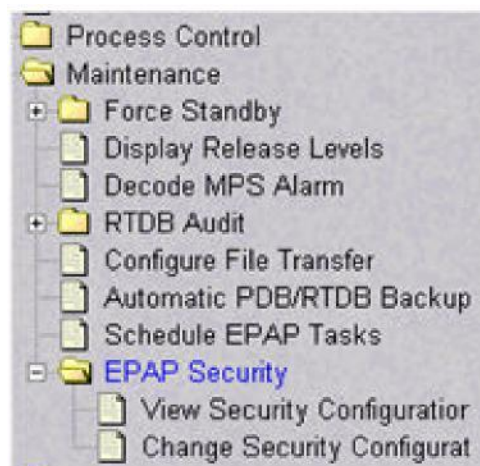 Process Control
Maintenance
Force Standby
Display Release Levels
Decode MPS Alarm
RTDB Audit
Configure File Transfer
Automatic PDB/RTDB Backup
Schedule EPAP Tasks
EPAP Security
View Security Configuration
Change Security Configurat